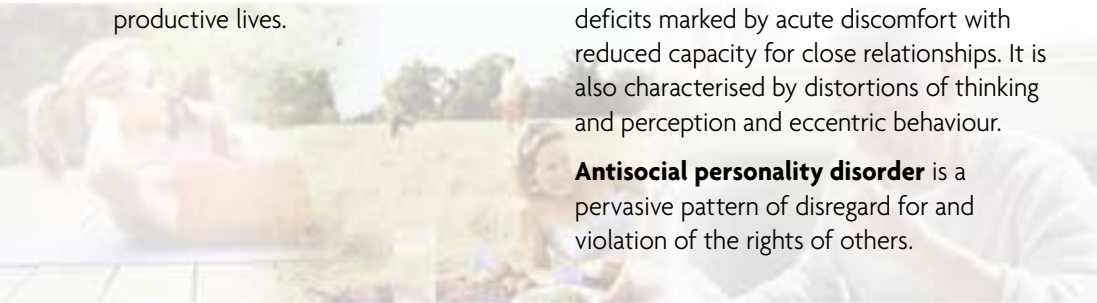 productive lives.
deficits marked by acute discomfort with
reduced capacity for close relationships. It is
also characterised by distortions of thinking
and perception and eccentric behaviour.
Antisocial personality disorder is a
pervasive pattern of disregard for and
violation of the rights of others.